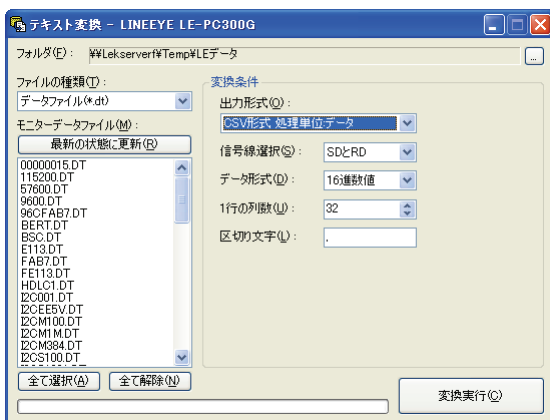 テキスト変換 - LINEEYE LE-PC300G
フォルダ(F): ¥¥Lekserverf¥Temp¥LEデータ
...
ファイルの種類(T):
データファイル(*.dt)
モニターデータファイル(M):
最新の状態に更新(R)
00000015.DT
115200.DT
57600.DT
9600.DT
96CFAB7.DT
BERT.DT
BSC.DT
E113.DT
FAB7.DT
FE113.DT
HDLC1.DT
I2C001.DT
I2CEE5V.DT
I2CM100.DT
I2CM1M.DT
I2CM384.DT
I2CS100.DT
全て選択(A)
全て解除(N)
変換条件
出力形式(O):
CSV形式 処理単位データ
信号線選択(S): SDとRD
データ形式(D): 16進数値
1行の列数(U): 32
区切り文字(L): ,
変換実行(C)